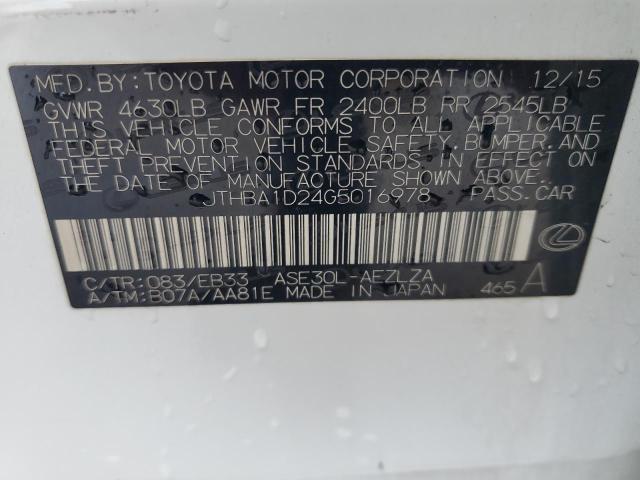 MFD.BY:TOYOTA MOTOR CORPORATION 12/15
GVWR 4630LB GAWR FR 2400LB RR 2545LB
THIS VEHICLE CONFORMS TO ALL APPLICABLE
FEDERAL MOTOR VEHICLE SAFETY,BUMPER,AND
THEFT PREVENTION STANDARDS IN EFFECT ON
THE DATE OF MANUFACTURE SHOWN ABOVE.
JTHBA1D24G5016978 PASS.CAR
C/TR:083/EB33 ASE30L-AEZLZA
A/TM:B07A/AA81E MADE IN JAPAN 465 A